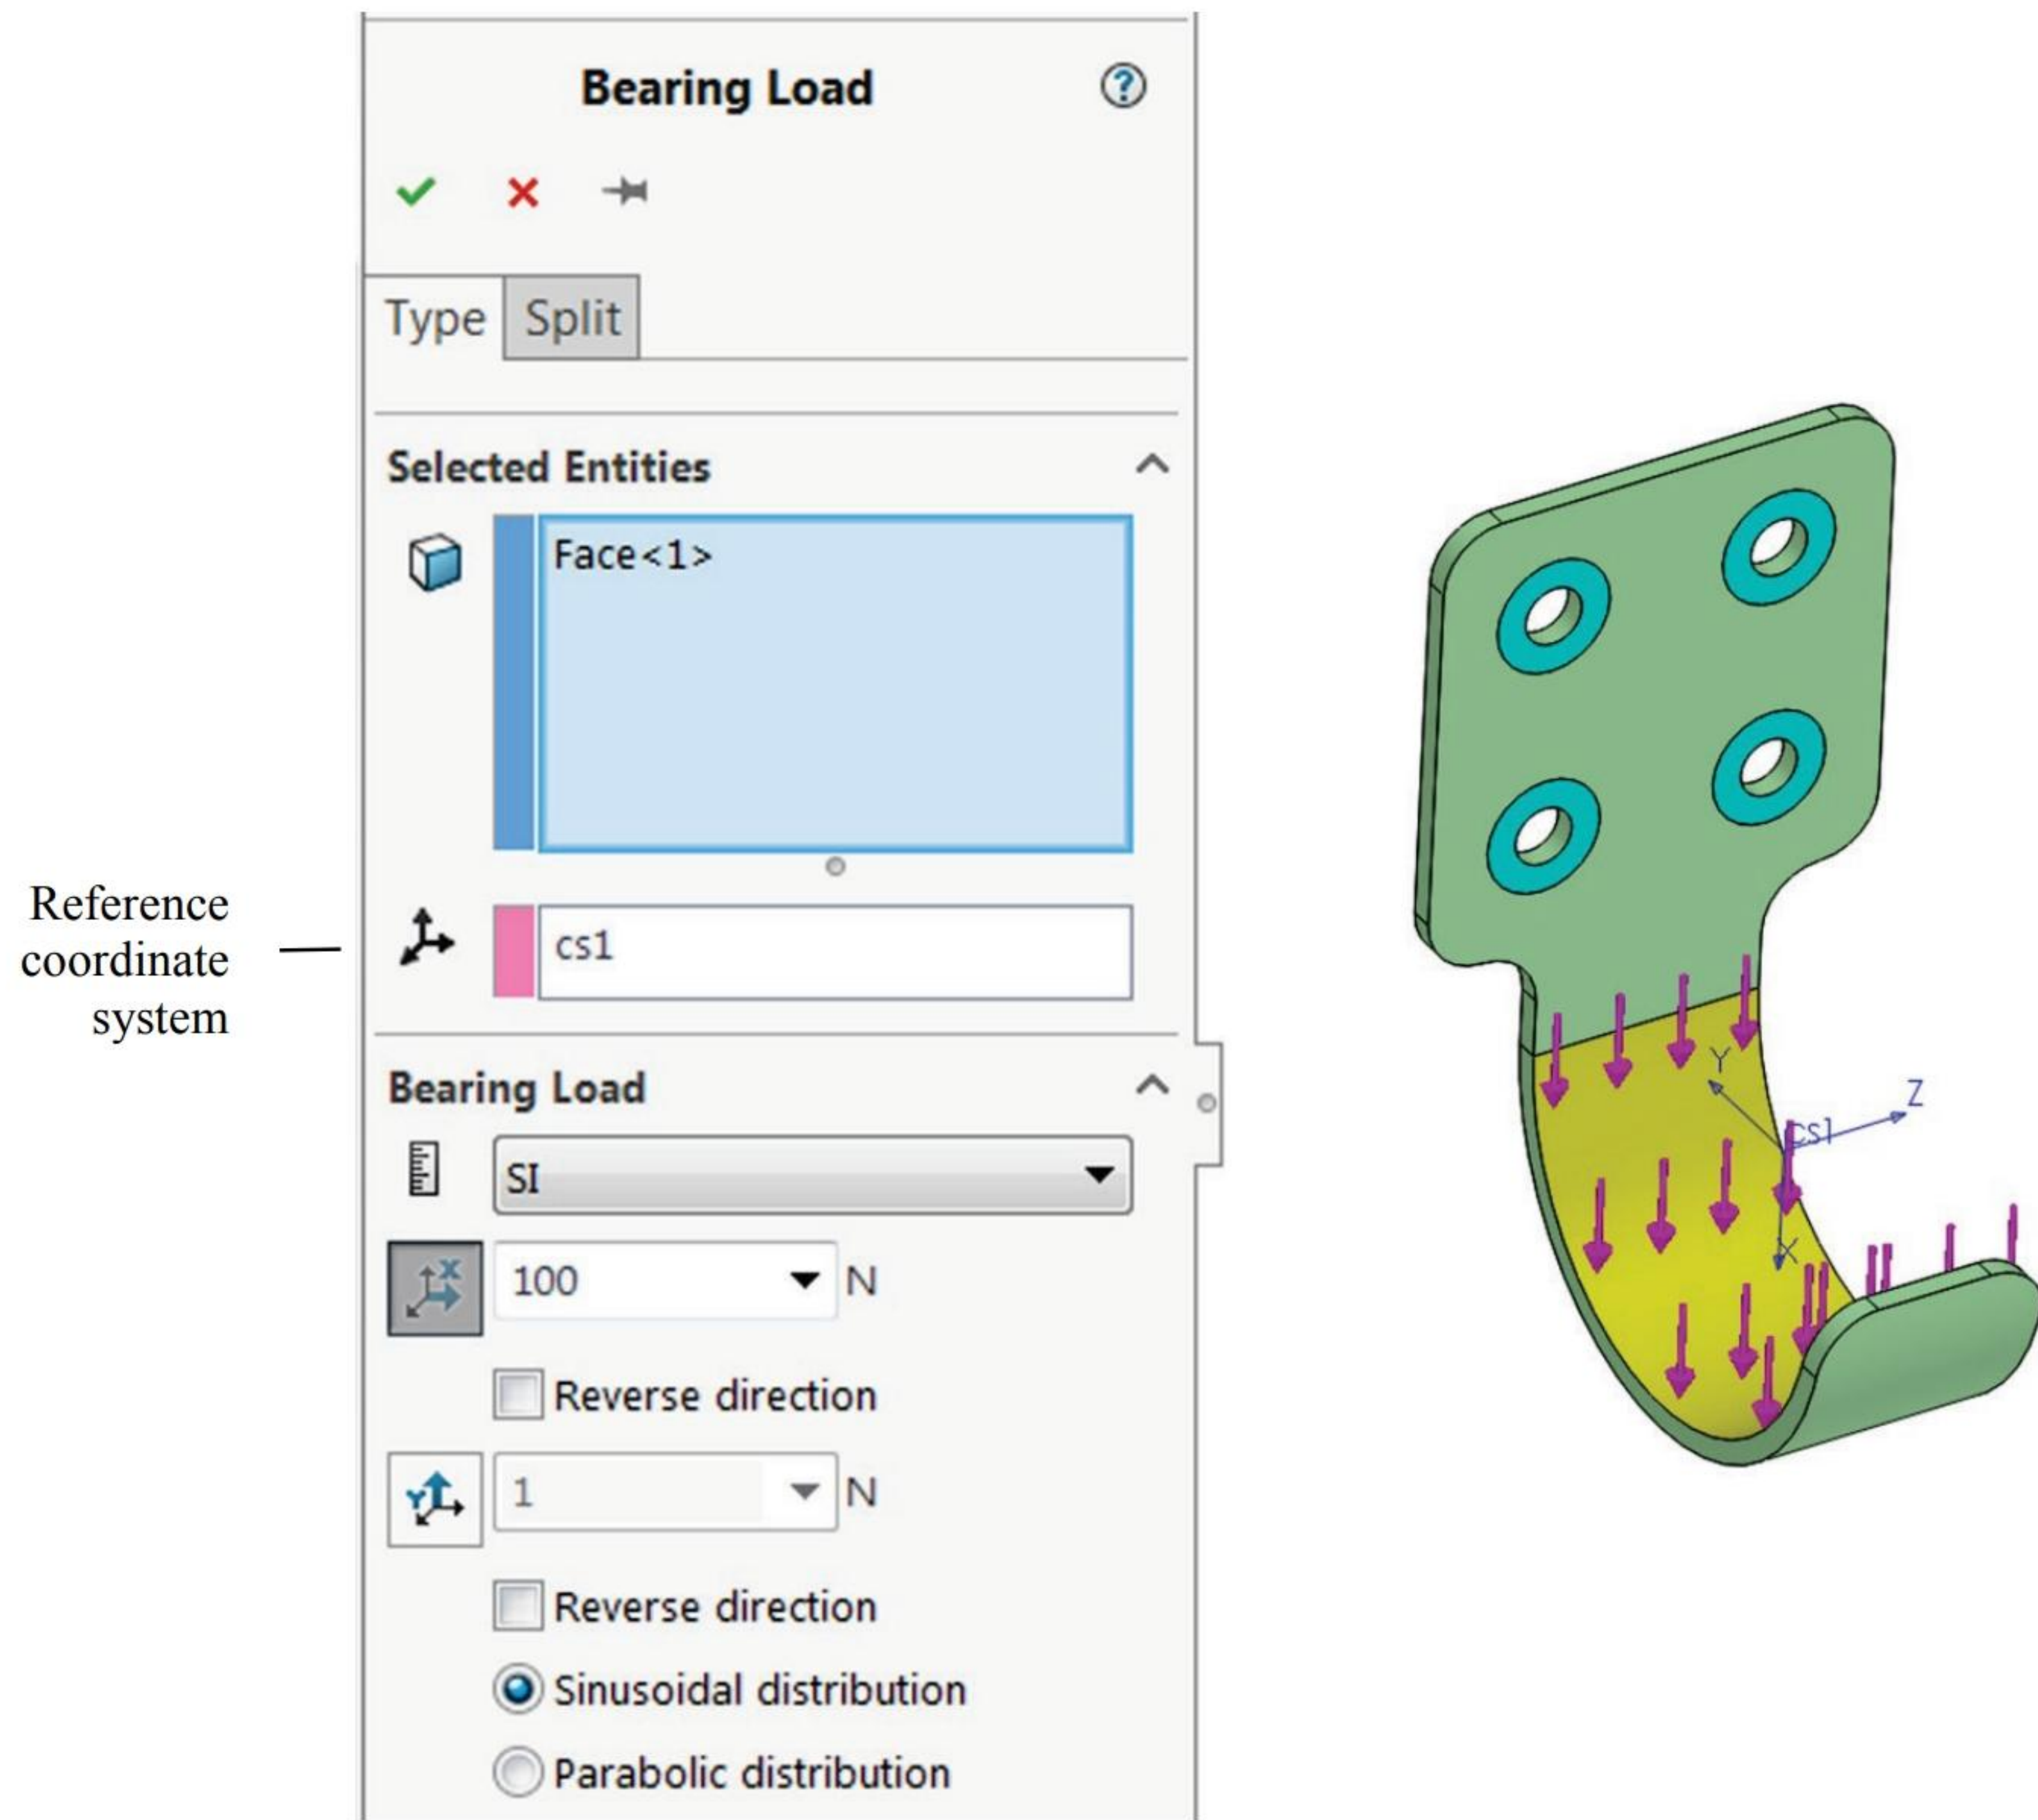 Bearing Load
?
Type Split
Selected Entities
Face<1>
Reference
coordinate
system
cs1
Bearing Load
SI
X
100 N
Reverse direction
Y
1 N
Reverse direction
Sinusoidal distribution
Parabolic distribution
Y
Z
cs1
X